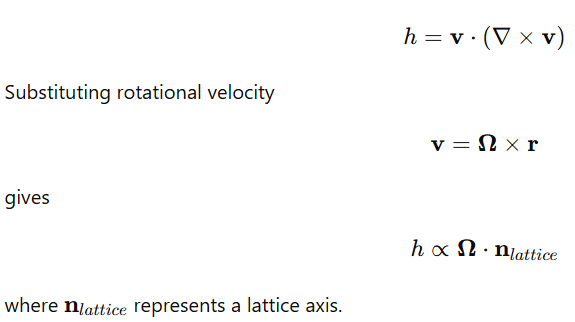 h = v · (∇ × v)
Substituting rotational velocity
v = Ω × r
gives
h ∝ Ω · n_lattice
where n_lattice represents a lattice axis.